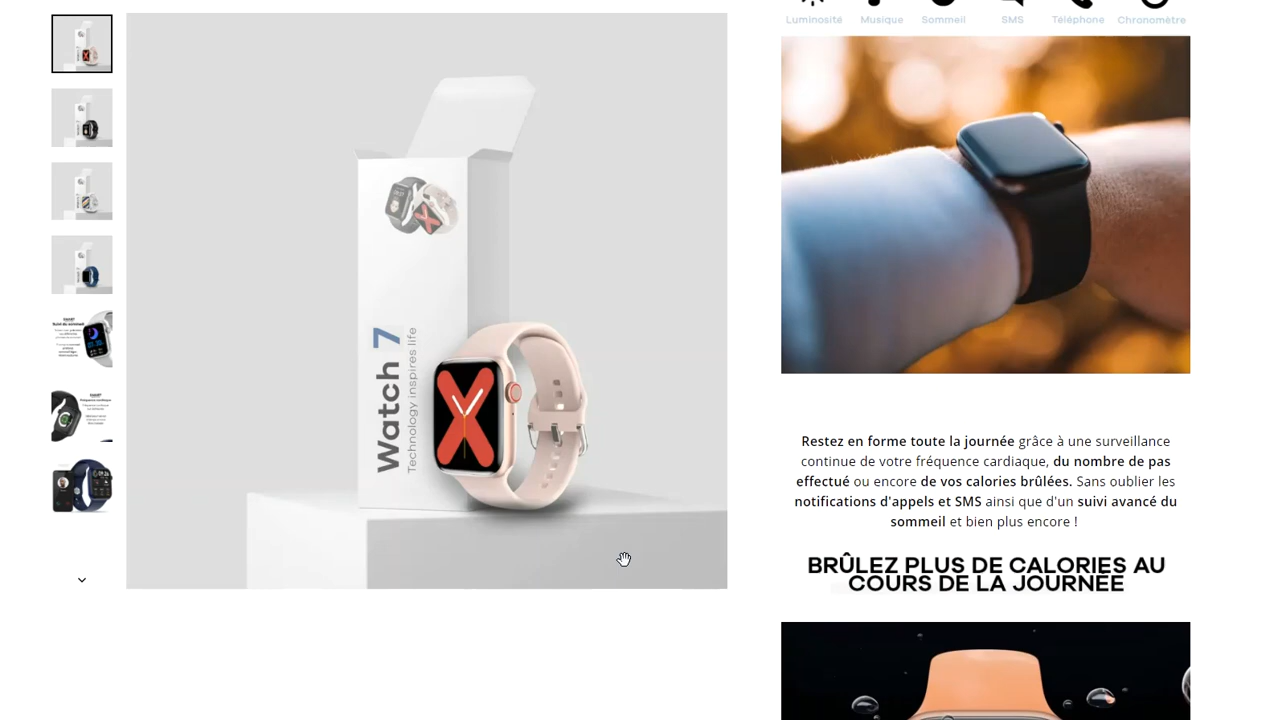 Luminosité Musique Sommeil SMS Téléphone Chronomètre
Watch 7
Technology inspires life
Restez en forme toute la journée grâce à une surveillance
continue de votre fréquence cardiaque, du nombre de pas
effectué ou encore de vos calories brûlées. Sans oublier les
notifications d'appels et SMS ainsi que d'un suivi avancé du
sommeil et bien plus encore !
BRÛLEZ PLUS DE CALORIES AU
COURS DE LA JOURNÉE